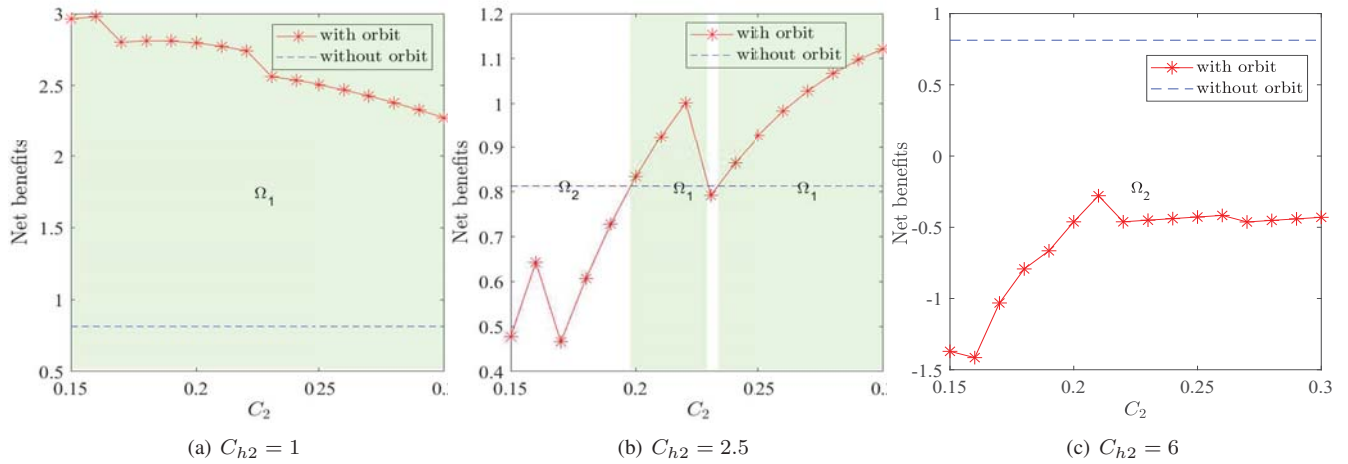 3
2.5
2
1.5
1
0.5
Net benefits
with orbit
without orbit
Ω1
0.15
0.2
0.25
0.3
C2
(a) Ch2 = 1
1.2
1.1
1
0.9
0.8
0.7
0.6
0.5
0.4
Net benefits
with orbit
without orbit
Ω2
Ω1
Ω1
0.15
0.2
0.25
0.3
C2
(b) Ch2 = 2.5
1
0.5
0
-0.5
-1
-1.5
Net benefits
with orbit
without orbit
Ω2
0.15
0.2
0.25
0.3
C2
(c) Ch2 = 6